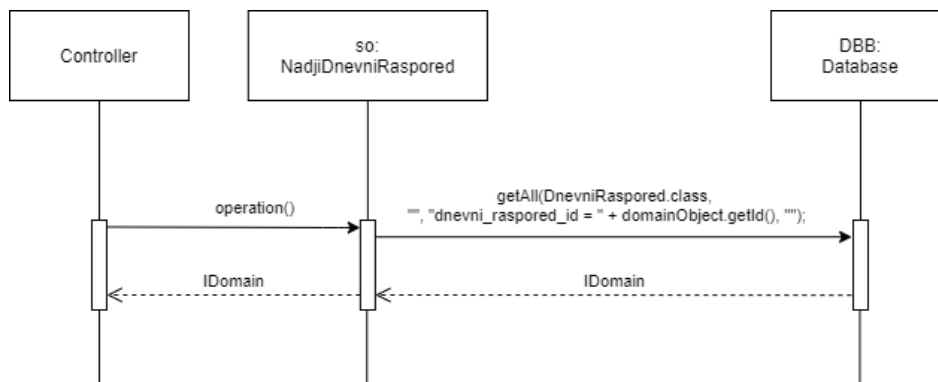 Controller
so:
NadjiDnevniRaspored
DBB:
Database
operation()
getAll(DnevniRaspored.class,
"", "dnevni_raspored_id = " + domainObject.getId(), "");
IDomain
IDomain